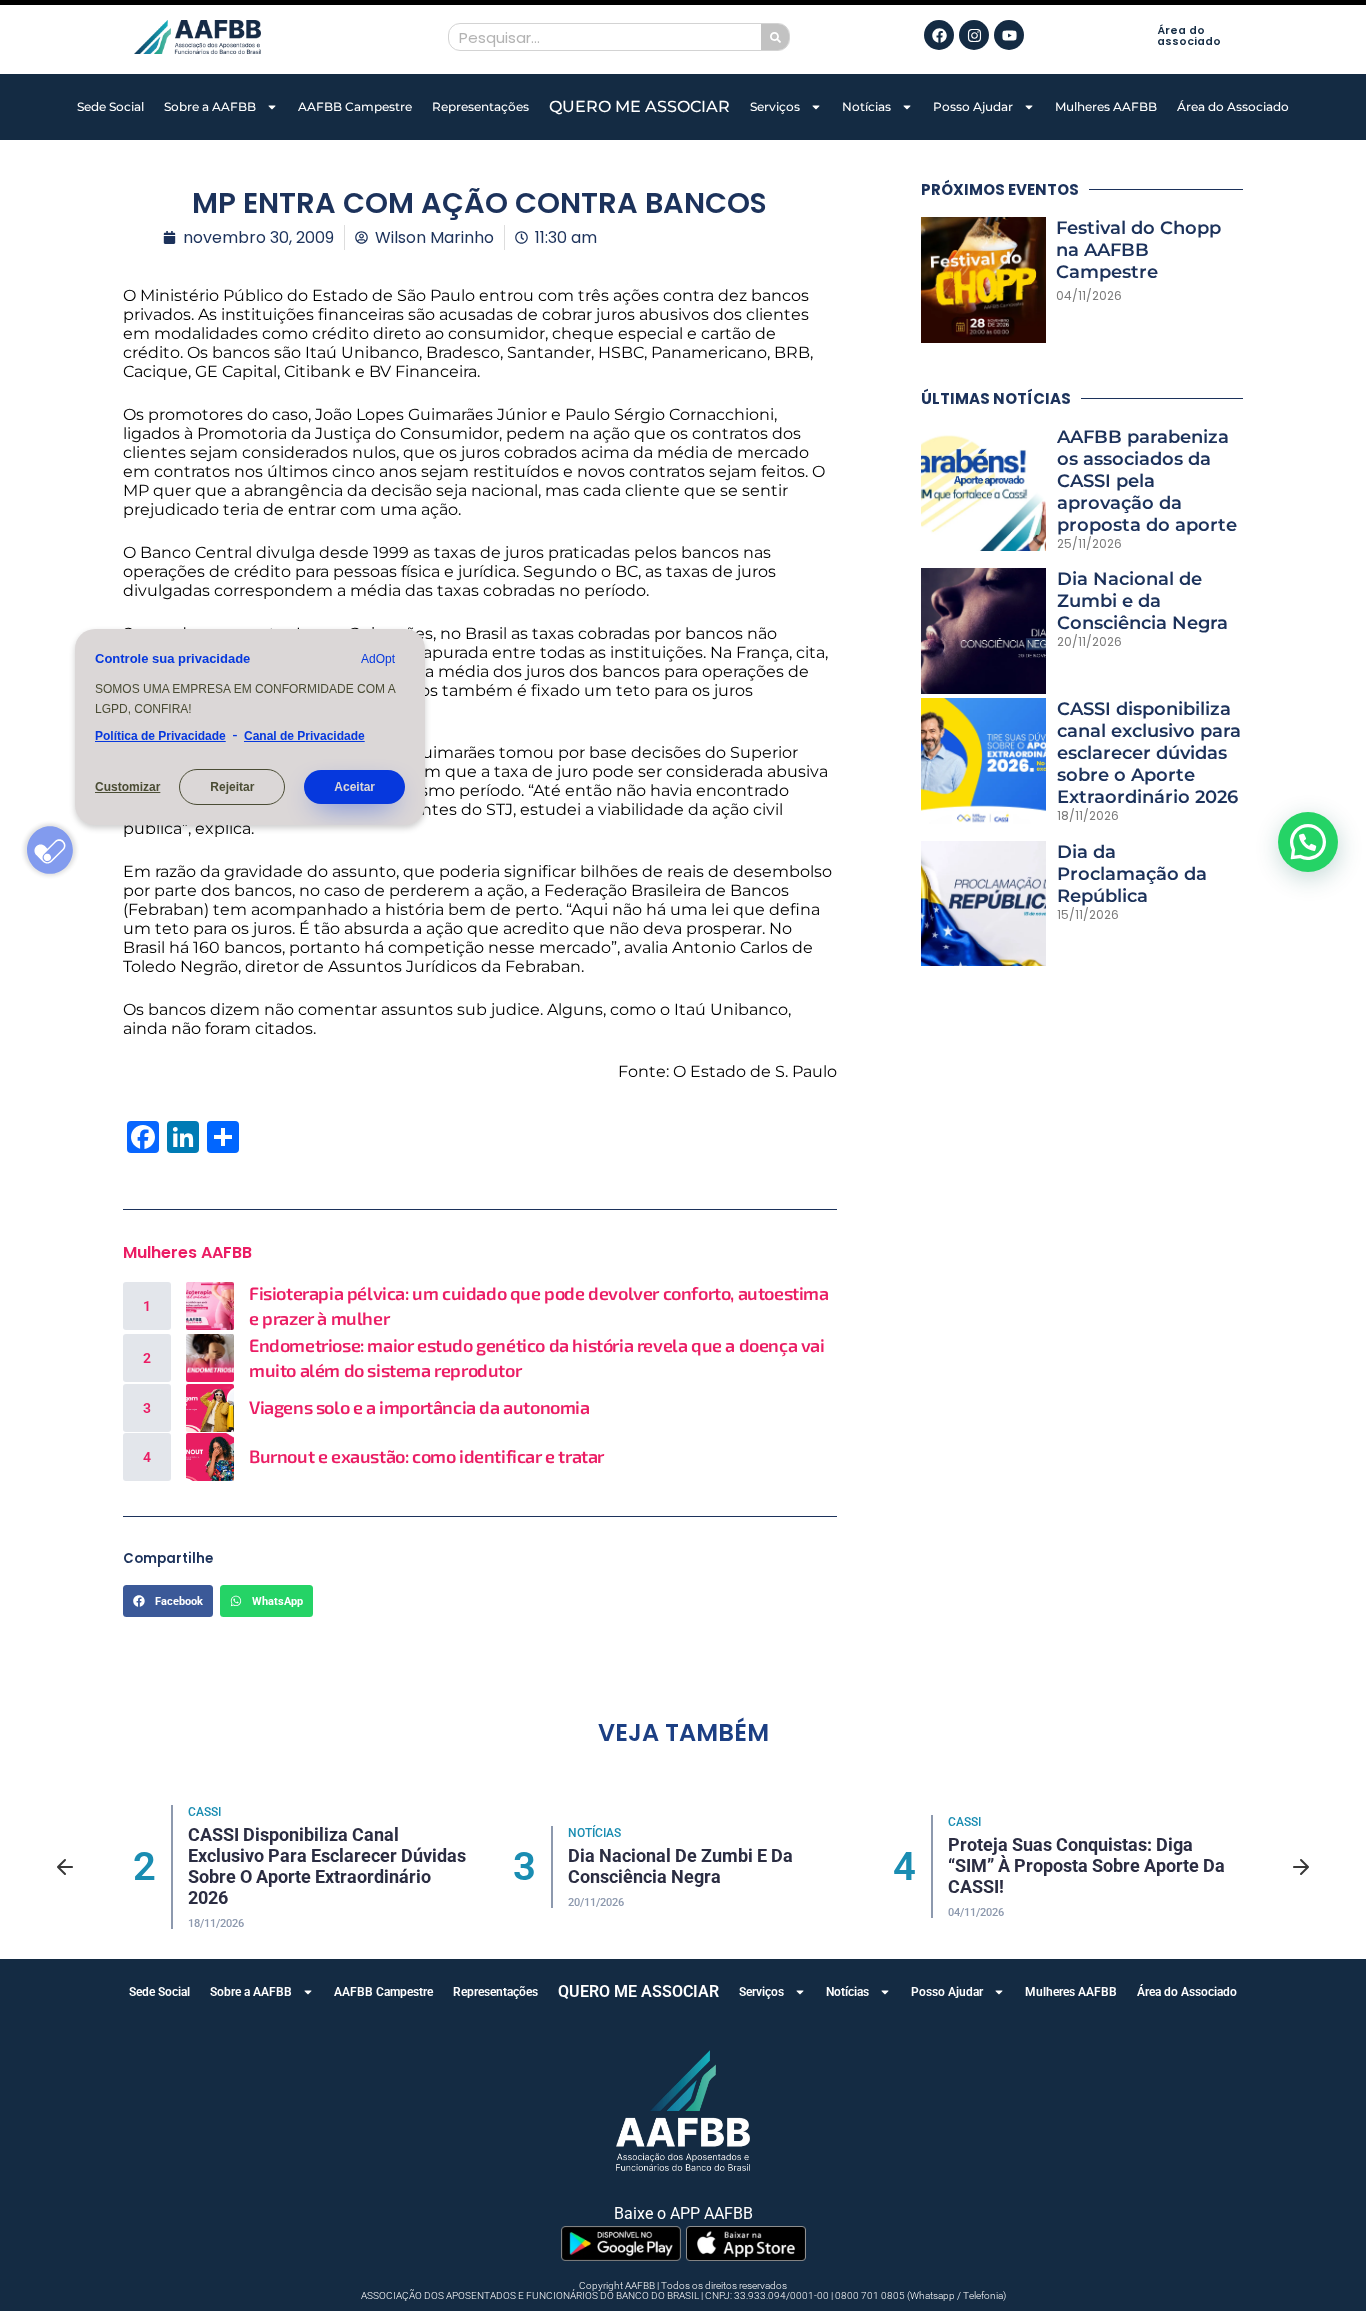 AAFBB
Associação dos Aposentados e
Funcionários do Banco do Brasil
Pesquisar...
Área do
associado
Sede Social Sobre a AAFBB AAFBB Campestre Representações QUERO ME ASSOCIAR Serviços Notícias Posso Ajudar Mulheres AAFBB Área do Associado
MP ENTRA COM AÇÃO CONTRA BANCOS
novembro 30, 2009 Wilson Marinho 11:30 am
O Ministério Público do Estado de São Paulo entrou com três ações contra dez bancos
privados. As instituições financeiras são acusadas de cobrar juros abusivos dos clientes
em modalidades como crédito direto ao consumidor, cheque especial e cartão de
crédito. Os bancos são Itaú Unibanco, Bradesco, Santander, HSBC, Panamericano, BRB,
Cacique, GE Capital, Citibank e BV Financeira.
Os promotores do caso, João Lopes Guimarães Júnior e Paulo Sérgio Cornacchioni,
ligados à Promotoria da Justiça do Consumidor, pedem na ação que os contratos dos
clientes sejam considerados nulos, que os juros cobrados acima da média de mercado
em contratos nos últimos cinco anos sejam restituídos e novos contratos sejam feitos. O
MP quer que a abrangência da decisão seja nacional, mas cada cliente que se sentir
prejudicado teria de entrar com uma ação.
O Banco Central divulga desde 1999 as taxas de juros praticadas pelos bancos nas
operações de crédito para pessoas física e jurídica. Segundo o BC, as taxas de juros
divulgadas correspondem a média das taxas cobradas no período.
no Brasil as taxas cobradas por bancos não
apurada entre todas as instituições. Na França, cita,
a média dos juros dos bancos para operações de
também é fixado um teto para os juros
Guimarães tomou por base decisões do Superior
que a taxa de juro pode ser considerada abusiva
período. “Até então não havia encontrado
do STJ, estudei a viabilidade da ação civil
pública”, explica.
Controle sua privacidade AdOpt
SOMOS UMA EMPRESA EM CONFORMIDADE COM A
LGPD, CONFIRA!
Política de Privacidade - Canal de Privacidade
Customizar Rejeitar Aceitar
Em razão da gravidade do assunto, que poderia significar bilhões de reais de desembolso
por parte dos bancos, no caso de perderem a ação, a Federação Brasileira de Bancos
(Febraban) tem acompanhado a história bem de perto. “Aqui não há uma lei que defina
um teto para os juros. É tão absurda a ação que acredito que não deva prosperar. No
Brasil há 160 bancos, portanto há competição nesse mercado”, avalia Antonio Carlos de
Toledo Negrão, diretor de Assuntos Jurídicos da Febraban.
Os bancos dizem não comentar assuntos sub judice. Alguns, como o Itaú Unibanco,
ainda não foram citados.
Fonte: O Estado de S. Paulo
PRÓXIMOS EVENTOS
Festival do
CHOPP
28
20:00 às 00:00
Festival do Chopp
na AAFBB
Campestre
04/11/2026
ÚLTIMAS NOTÍCIAS
arabéns!
Aporte aprovado
M que fortalece a Cassi!
AAFBB parabeniza
os associados da
CASSI pela
aprovação da
proposta do aporte
25/11/2026
DIA
CONSCIÊNCIA NEG
Dia Nacional de
Zumbi e da
Consciência Negra
20/11/2026
TIRE SUAS DÚVID
SOBRE O APO
EXTRAORDINÁR
2026.
CASSI disponibiliza
canal exclusivo para
esclarecer dúvidas
sobre o Aporte
Extraordinário 2026
18/11/2026
PROCLAMAÇÃO D
REPÚBLICA
Dia da
Proclamação da
República
15/11/2026
Mulheres AAFBB
1 Fisioterapia pélvica: um cuidado que pode devolver conforto, autoestima
e prazer à mulher
2 ENDOMETRIOSE Endometriose: maior estudo genético da história revela que a doença vai
muito além do sistema reprodutor
3 Viagens solo e a importância da autonomia
4 Burnout e exaustão: como identificar e tratar
Compartilhe
Facebook WhatsApp
VEJA TAMBÉM
2
CASSI
CASSI Disponibiliza Canal
Exclusivo Para Esclarecer Dúvidas
Sobre O Aporte Extraordinário
2026
18/11/2026
3
NOTÍCIAS
Dia Nacional De Zumbi E Da
Consciência Negra
20/11/2026
4
CASSI
Proteja Suas Conquistas: Diga
“SIM” À Proposta Sobre Aporte Da
CASSI!
04/11/2026
Sede Social Sobre a AAFBB AAFBB Campestre Representações QUERO ME ASSOCIAR Serviços Notícias Posso Ajudar Mulheres AAFBB Área do Associado
AAFBB
Associação dos Aposentados e
Funcionários do Banco do Brasil
Baixe o APP AAFBB
DISPONÍVEL NO
Google Play
Baixar na
App Store
Copyright AAFBB | Todos os direitos reservados
ASSOCIAÇÃO DOS APOSENTADOS E FUNCIONÁRIOS DO BANCO DO BRASIL | CNPJ: 33.933.094/0001-00 | 0800 701 0805 (Whatsapp / Telefonia)